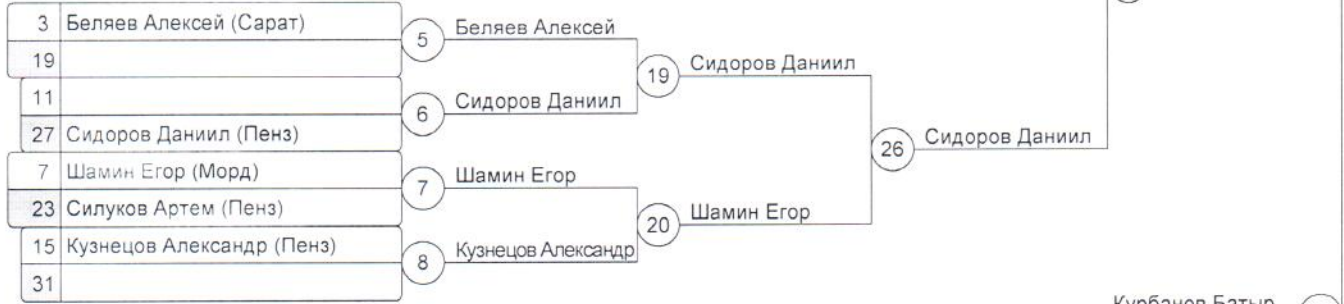 3 Беляев Алексей (Сарат)
19
11
27 Сидоров Даниил (Пенз)
7 Шамин Егор (Морд)
23 Силуков Артем (Пенз)
15 Кузнецов Александр (Пенз)
31
5 Беляев Алексей
6 Сидоров Даниил
7 Шамин Егор
8 Кузнецов Александр
19 Сидоров Даниил
20 Шамин Егор
26 Сидоров Даниил
Курбанов Батыр